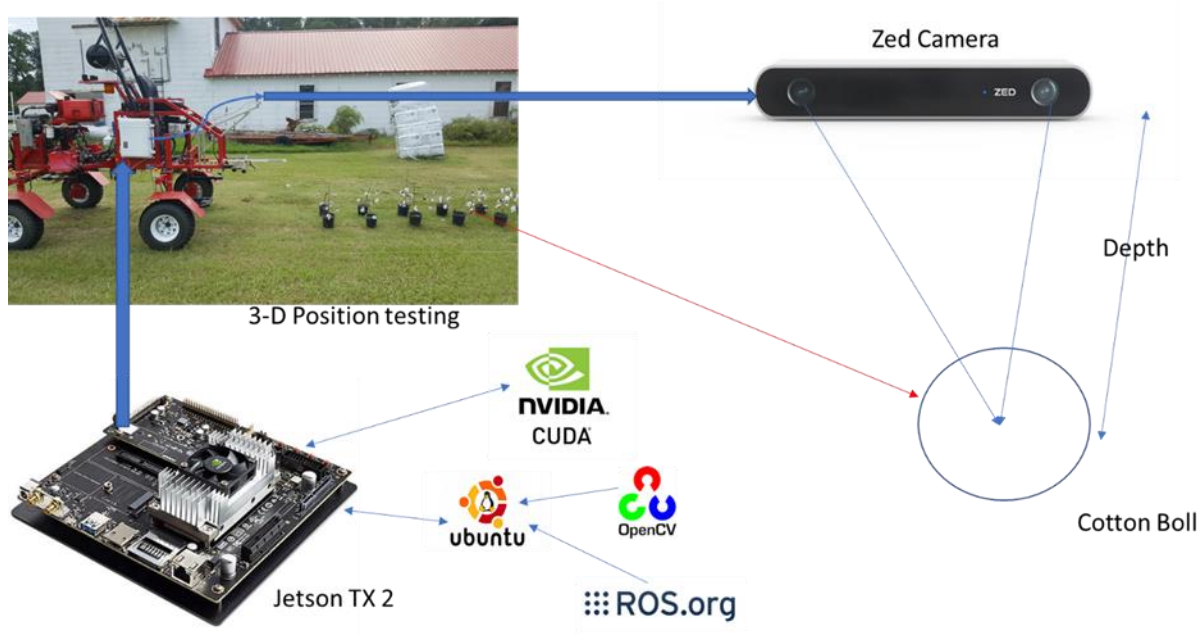 Zed Camera
ZED
Depth
3-D Position testing
NVIDIA.
CUDA
ubuntu
OpenCV
Cotton Boll
Jetson TX 2
ROS.org